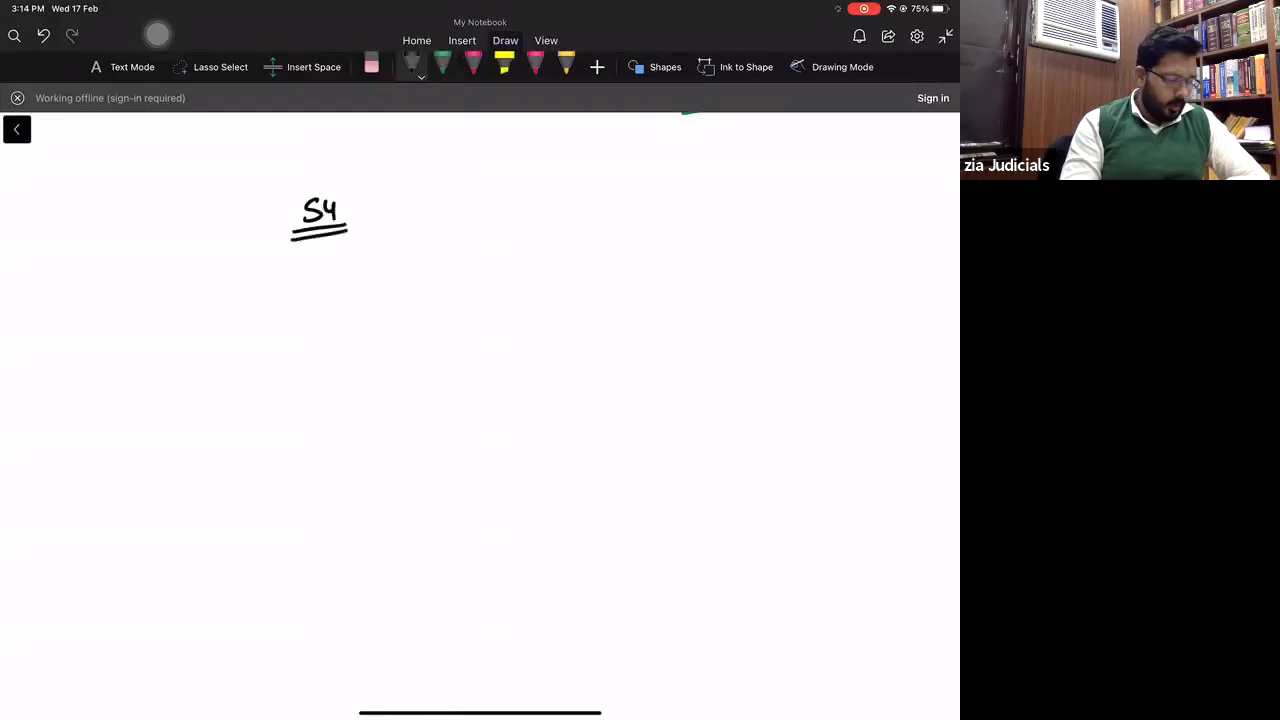 3:14 PM Wed 17 Feb
75%
My Notebook
Home Insert Draw View
Text Mode Lasso Select Insert Space Shapes Ink to Shape Drawing Mode
Working offline (sign-in required) Sign in
zia Judicials
S4